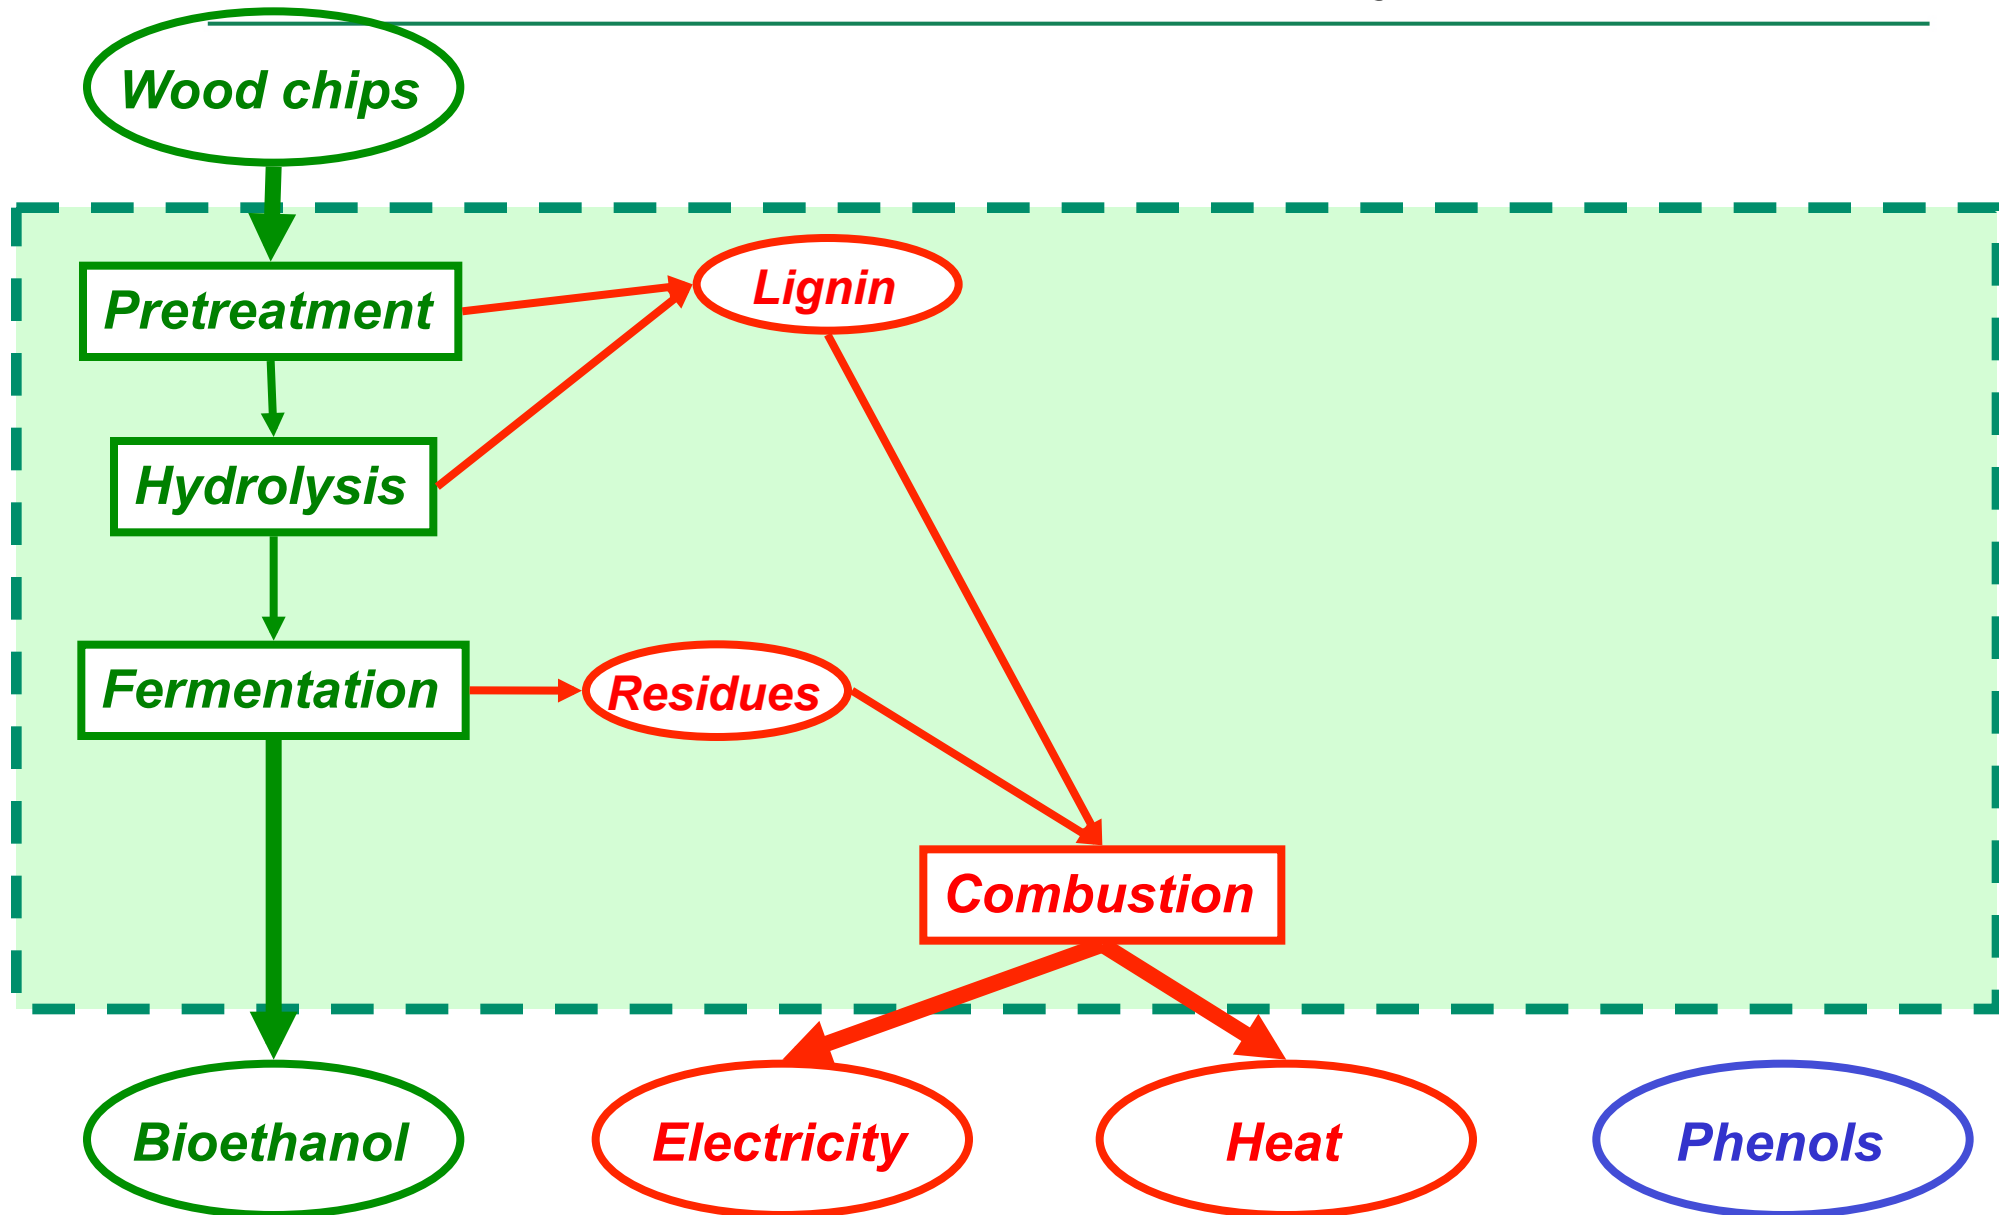 Wood chips
Pretreatment
Lignin
Hydrolysis
Fermentation
Residues
Combustion
Bioethanol
Electricity
Heat
Phenols